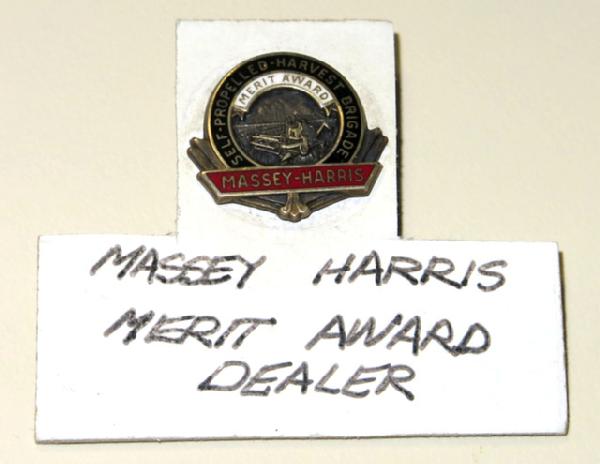 SELF-PROPELLED·HARVEST BRIGADE
MERIT AWARD
MASSEY-HARRIS
MASSEY HARRIS
MERIT AWARD
DEALER